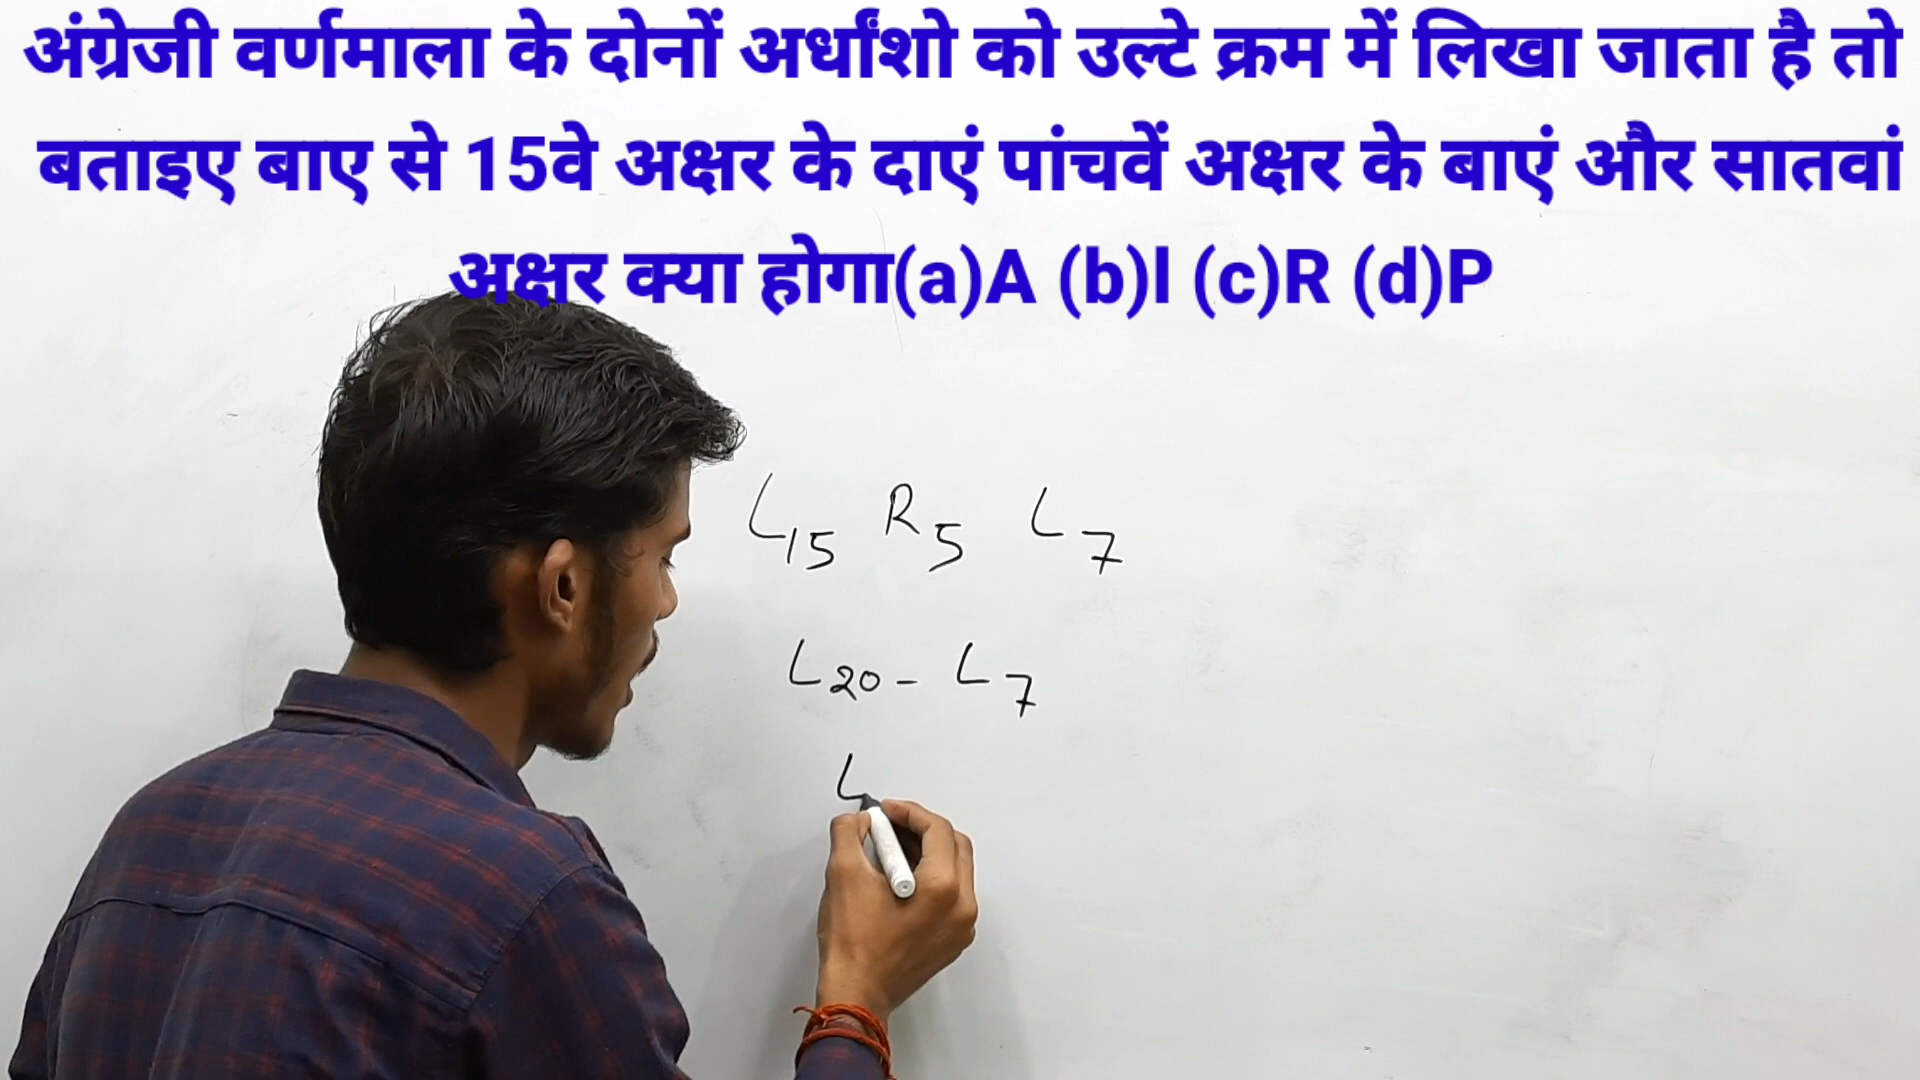 अंग्रेजी वर्णमाला के दोनों अर्धांशो को उल्टे क्रम में लिखा जाता है तो
बताइए बाए से 15वे अक्षर के दाएं पांचवें अक्षर के बाएं और सातवां
अक्षर क्या होगा(a)A (b)I (c)R (d)P
L15 R5 L7
L20 - L7
L